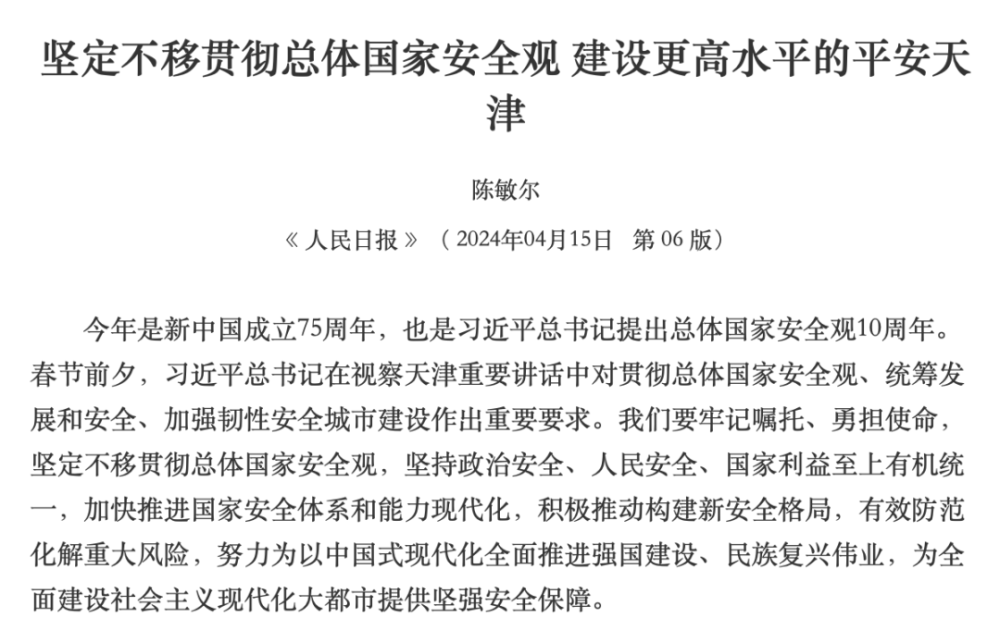 坚定不移贯彻总体国家安全观 建设更高水平的平安天
津
陈敏尔
《 人民日报 》 （ 2024年04月15日 第 06 版）
今年是新中国成立75周年，也是习近平总书记提出总体国家安全观10周年。
春节前夕，习近平总书记在视察天津重要讲话中对贯彻总体国家安全观、统筹发
展和安全、加强韧性安全城市建设作出重要要求。我们要牢记嘱托、勇担使命，
坚定不移贯彻总体国家安全观，坚持政治安全、人民安全、国家利益至上有机统
一，加快推进国家安全体系和能力现代化，积极推动构建新安全格局，有效防范
化解重大风险，努力为以中国式现代化全面推进强国建设、民族复兴伟业，为全
面建设社会主义现代化大都市提供坚强安全保障。